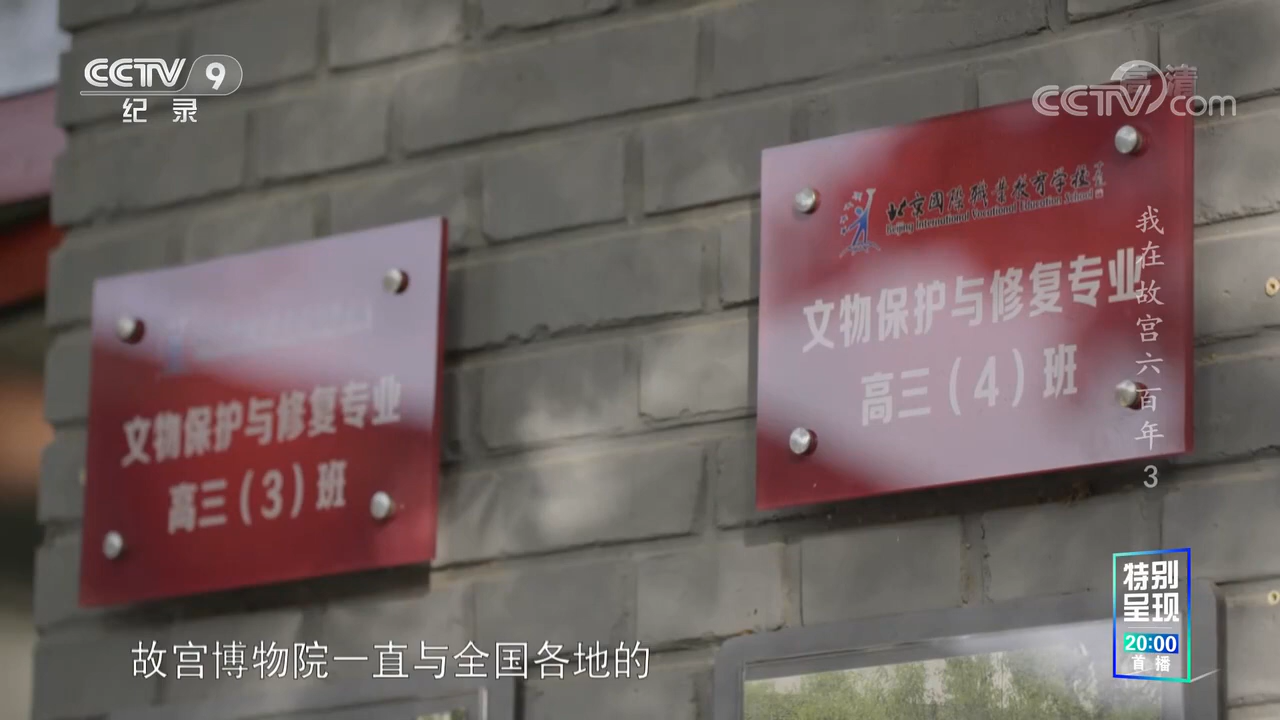 CCTV 9
纪录
高清
CCTV.com
北京国际职业教育学校
Beijing International Vocational Education School
文物保护与修复专业
高三（4）班
文物保护与修复专业
高三（3）班
我在故宫六百年 3
特别
呈现
20:00
首播
故宫博物院一直与全国各地的